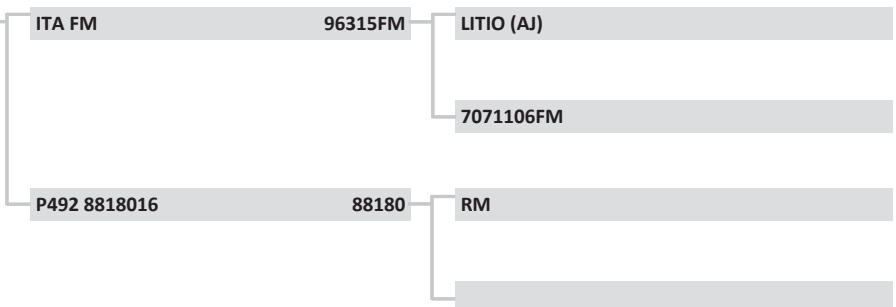 ITA FM 96315FM
LITIO (AJ)
7071106FM
P492 8818016 88180
RM